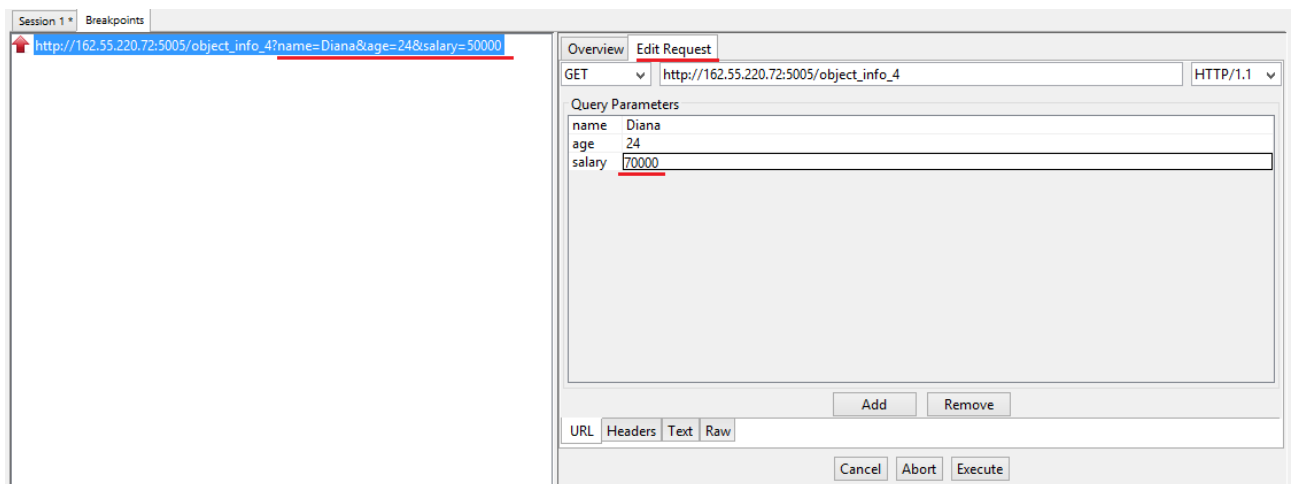 Session 1 * Breakpoints
http://162.55.220.72:5005/object_info_4?name=Diana&age=24&salary=50000
Overview Edit Request
GET http://162.55.220.72:5005/object_info_4 HTTP/1.1
Query Parameters
name Diana
age 24
salary 70000
Add Remove
URL Headers Text Raw
Cancel Abort Execute